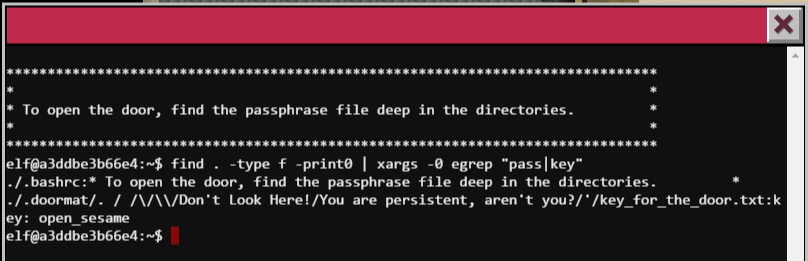 *******************************************************************************
*                                                                             *
* To open the door, find the passphrase file deep in the directories.         *
*                                                                             *
*******************************************************************************
elf@a3ddbe3b66e4:~$ find . -type f -print0 | xargs -0 egrep "pass|key"
./.bashrc:* To open the door, find the passphrase file deep in the directories.         *
./.doormat/. / /\/\\/Don't Look Here!/You are persistent, aren't you?/'/key_for_the_door.txt:k
ey: open_sesame
elf@a3ddbe3b66e4:~$